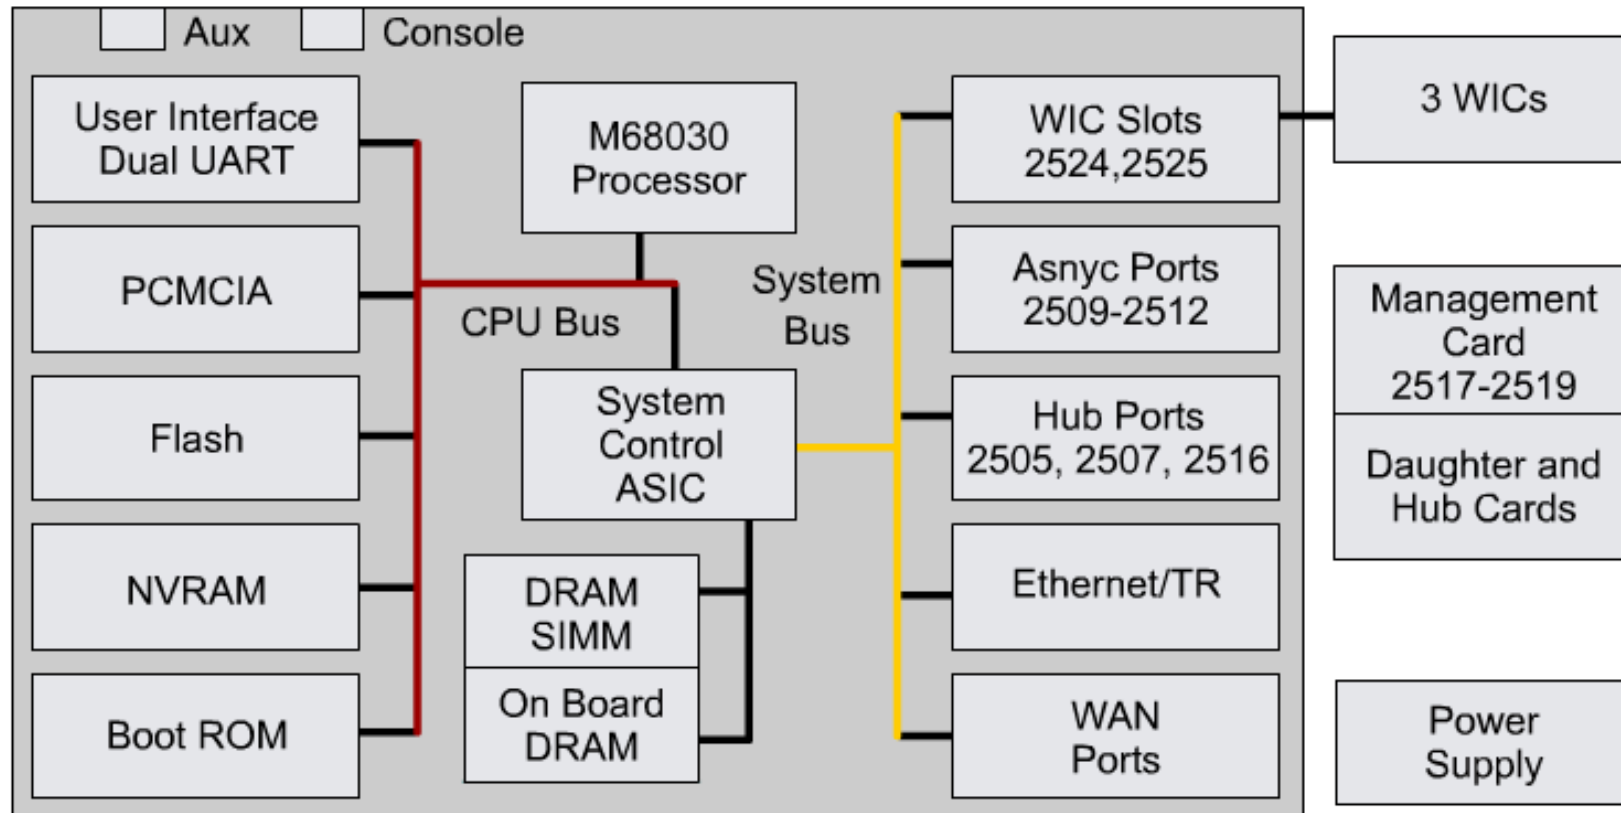 Aux
Console
User Interface
Dual UART
PCMCIA
Flash
NVRAM
Boot ROM
M68030
Processor
CPU Bus
System
Control
ASIC
DRAM
SIMM
On Board
DRAM
System
Bus
WIC Slots
2524,2525
Asnyc Ports
2509-2512
Hub Ports
2505, 2507, 2516
Ethernet/TR
WAN
Ports
3 WICs
Management
Card
2517-2519
Daughter and
Hub Cards
Power
Supply